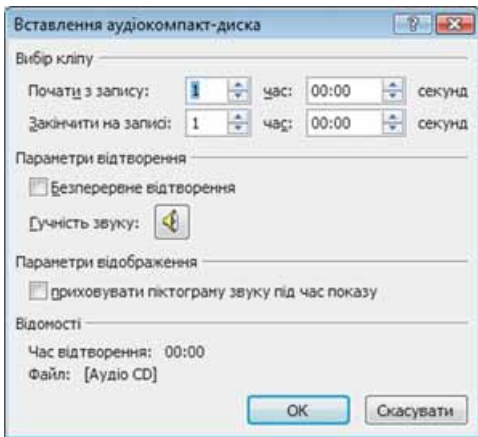 Вставлення аудіокомпакт-диска
Вибір кліпу
Почати з запису: 1 час: 00:00 секунд
Закінчити на записі: 1 час: 00:00 секунд
Параметри відтворення
Безперервне відтворення
Гучність звуку:
Параметри відображення
приховувати піктограму звуку під час показу
Відомості
Час відтворення: 00:00
Файл: [Аудіо CD]
ОК Скасувати